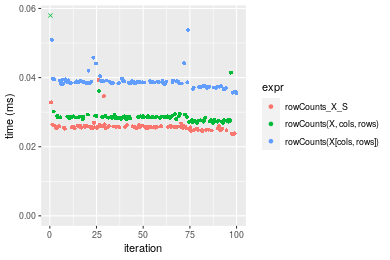 0.06
0.04
0.02
0.00
time (ms)
0
25
50
75
100
iteration
expr
rowCounts_X_S
rowCounts(X, cols, rows)
rowCounts(X[cols, rows])